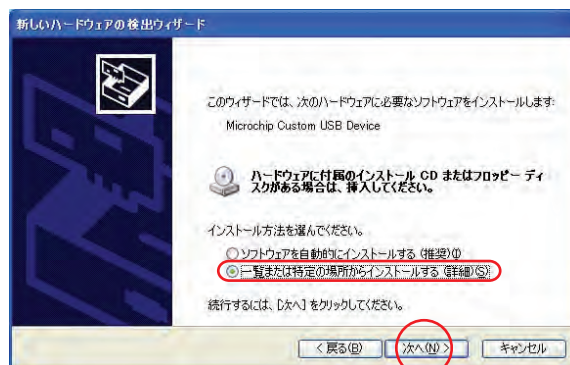 新しいハードウェアの検出ウィザード
このウィザードでは、次のハードウェアに必要なソフトウェアをインストールします:
Microchip Custom USB Device
ハードウェアに付属のインストール CD またはフロッピー ディ
スクがある場合は、挿入してください。
インストール方法を選んでください。
ソフトウェアを自動的にインストールする (推奨)(I)
一覧または特定の場所からインストールする (詳細)(S)
続行するには、[次へ] をクリックしてください。
< 戻る(B)
次へ(N) >
キャンセル